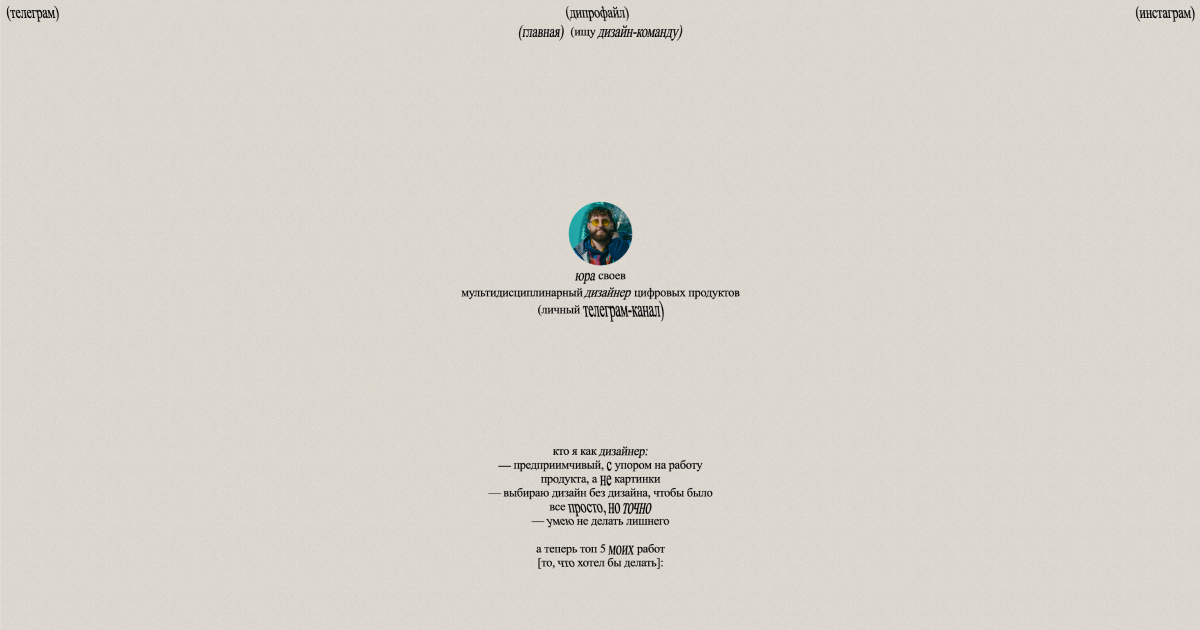 (телеграм)
(дипрофайл)
(инстаграм)
(главная) (ищу дизайн-команду)
юра своев
мультидисциплинарный дизайнер цифровых продуктов
(личный телеграм-канал)
кто я как дизайнер:
— предприимчивый, с упором на работу
продукта, а не картинки
— выбираю дизайн без дизайна, чтобы было
все просто, но точно
— умею не делать лишнего
а теперь топ 5 моих работ
[то, что хотел бы делать]: